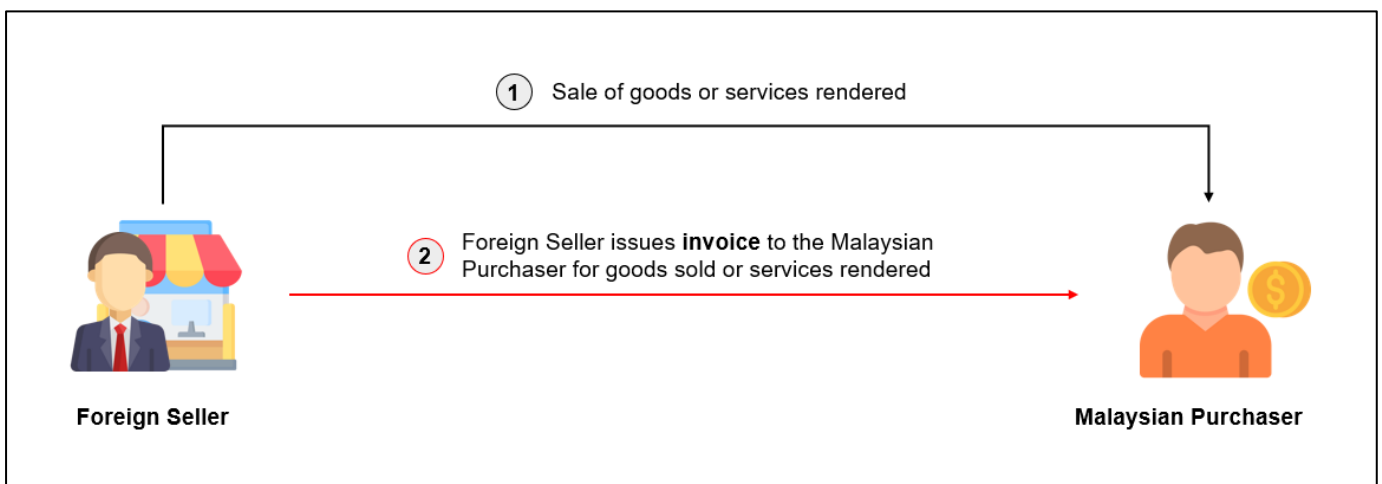 1 Sale of goods or services rendered
2 Foreign Seller issues invoice to the Malaysian
Purchaser for goods sold or services rendered
$
Foreign Seller
Malaysian Purchaser